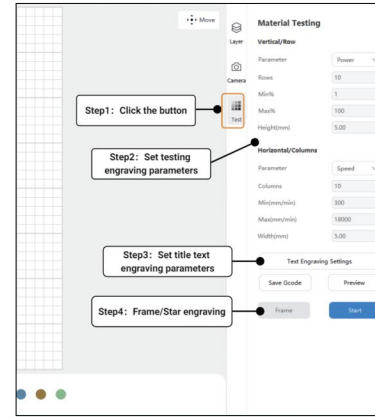 Move
Material Testing
Layer
Vertical/Row
Parameter Power
Camera
Rows 10
Min% 1
Step1: Click the button
Max% 100
Test
Height(mm) 5.00
Step2: Set testing
engraving parameters
Horizontal/Columns
Parameter Speed
Columns 10
Min(mm/min) 300
Max(mm/min) 18000
Width(mm) 5.00
Step3: Set title text
engraving parameters
Text Engraving Settings
Save Gcode Preview
Step4: Frame/Star engraving
Frame Start